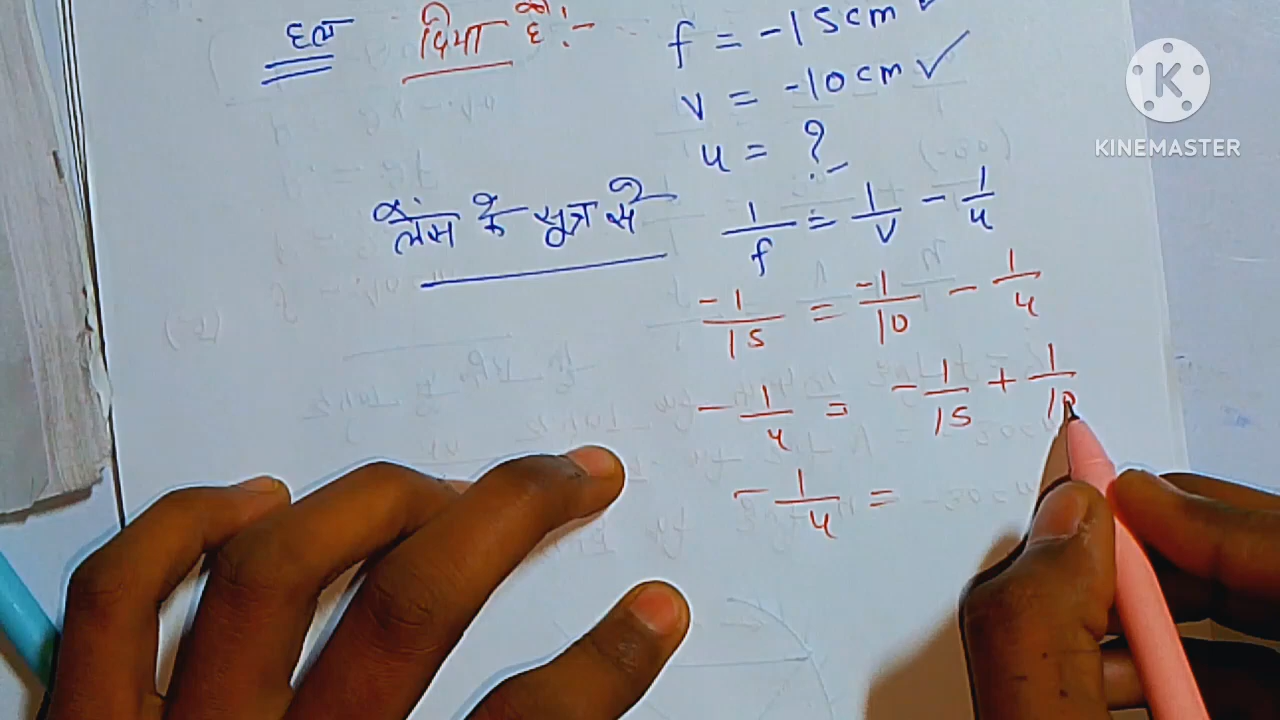 हल दिया है:- f = -15cm ✓
v = -10cm ✓
u = ?
लेंस के सूत्र से 1/f = 1/v - 1/u
-1/15 = -1/10 - 1/u
-1/u = -1/15 + 1/10
-1/u =
K
KINEMASTER